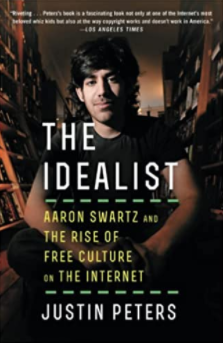 "Riveting . . . Peters's book is a fascinating look not only at one of the Internet's most
beloved whiz kids but also at the way copyright works and doesn't work in America."
—LOS ANGELES TIMES
THE
IDEALIST
AARON SWARTZ AND
THE RISE OF
FREE CULTURE
ON THE INTERNET
JUSTIN PETERS